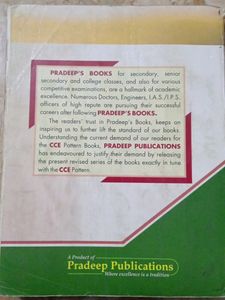 PRADEEP'S BOOKS for secondary, senior
secondary and college classes, and also for various
competitive examinations, are a hallmark of academic
excellence. Numerous Doctors, Engineers, I.A.S./I.P.S.
officers of high repute are pursuing their successful
careers after following PRADEEP'S BOOKS.
The readers' trust in Pradeep's Books, keeps on
inspiring us to further lift the standard of our books.
Understanding the current demand of our readers for
the CCE Pattern Books, PRADEEP PUBLICATIONS
has endeavoured to justify their demand by releasing
the present revised series of the books exactly in tune
with the CCE Pattern.
A Product of
Pradeep Publications
Where excellence is a tradition